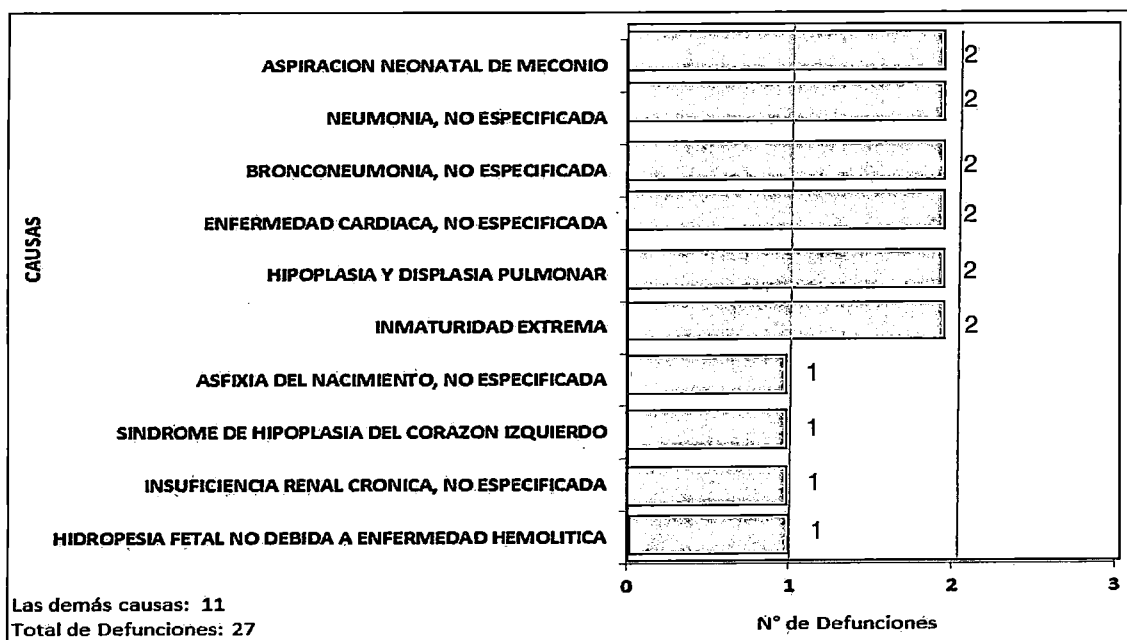 ASPIRACION NEONATAL DE MECONIO 2
NEUMONIA, NO ESPECIFICADA 2
BRONCONEUMONIA, NO ESPECIFICADA 2
ENFERMEDAD CARDIACA, NO ESPECIFICADA 2
HIPOPLASIA Y DISPLASIA PULMONAR 2
INMATURIDAD EXTREMA 2
ASFIXIA DEL NACIMIENTO, NO ESPECIFICADA 1
SINDROME DE HIPOPLASIA DEL CORAZON IZQUIERDO 1
INSUFICIENCIA RENAL CRONICA, NO ESPECIFICADA 1
HIDROPESIA FETAL NO DEBIDA A ENFERMEDAD HEMOLITICA 1
CAUSAS
0 1 2 3
N° de Defunciones
Las demás causas: 11
Total de Defunciones: 27